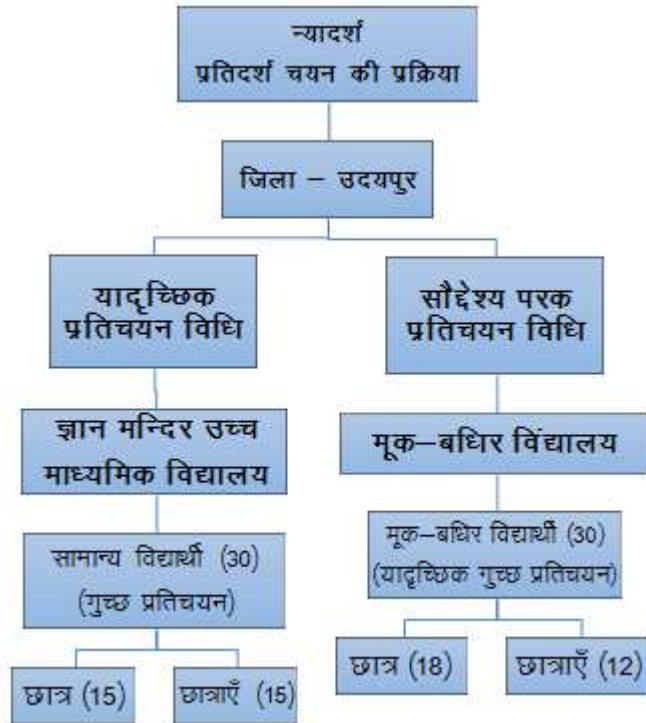 न्यादर्श
प्रतिदर्श चयन की प्रक्रिया
जिला – उदयपुर
यादृच्छिक
प्रतिचयन विधि
सौद्देश्य परक
प्रतिचयन विधि
ज्ञान मन्दिर उच्च
माध्यमिक विद्यालय
मूक–बधिर विंद्यालय
सामान्य विद्यार्थी (30)
(गुच्छ प्रतिचयन)
मूक–बधिर विद्यार्थी (30)
(यादृच्छिक गुच्छ प्रतिचयन)
छात्र (15)
छात्राएँ (15)
छात्र (18)
छात्राएँ (12)